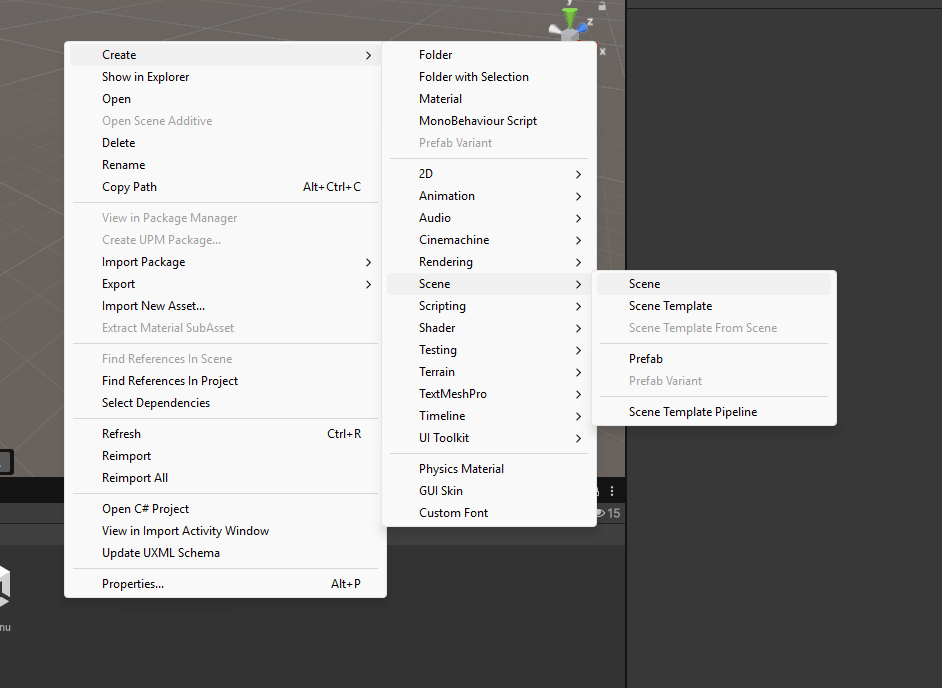 y
z
x
Create
Show in Explorer
Open
Open Scene Additive
Delete
Rename
Copy Path Alt+Ctrl+C
View in Package Manager
Create UPM Package...
Import Package
Export
Import New Asset...
Extract Material SubAsset
Find References In Scene
Find References In Project
Select Dependencies
Refresh Ctrl+R
Reimport
Reimport All
Open C# Project
View in Import Activity Window
Update UXML Schema
Properties... Alt+P
Folder
Folder with Selection
Material
MonoBehaviour Script
Prefab Variant
2D
Animation
Audio
Cinemachine
Rendering
Scene
Scripting
Shader
Testing
Terrain
TextMeshPro
Timeline
UI Toolkit
Physics Material
GUI Skin
Custom Font
Scene
Scene Template
Scene Template From Scene
Prefab
Prefab Variant
Scene Template Pipeline
15
nu